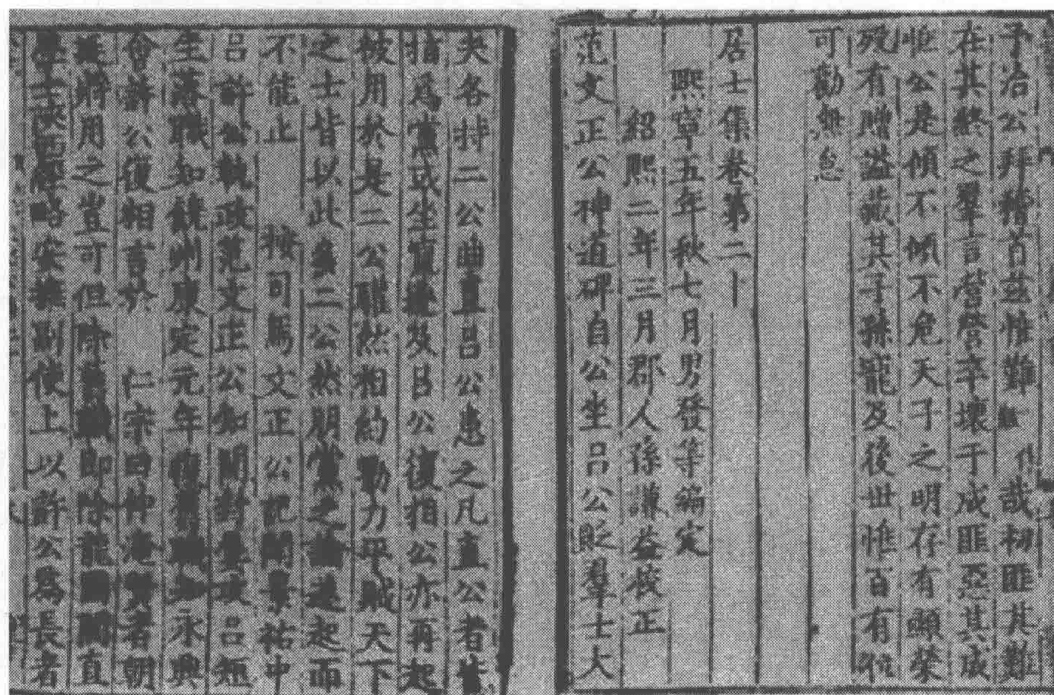 予治公拜稽首茲惟難哉初匪其難
在其終之羣言營營卒壞于成匪惡其成
惟公是傾不傾不危天子之明存有顯榮
歿有贈謚藏其子孫寵及後世惟百有位
可勸無怠
居士集卷第二十
熙寧五年秋七月男發等編定
紹熙二年三月郡人孫謙益校正
范文正公神道碑自公坐呂公貶羣士大
夫各持二公曲直呂公患之凡直公者皆
指為黨或坐竄逐及呂公復相公亦再起
被用於是二公驩然相約勠力平賊天下
之士皆以此多二公然朋黨之論遂起而
不能止 按司馬文正公記聞景祐中
呂許公執政范文正公知開封屢攻呂短
坐落職知饒州康定元年復舊職知永興
會許公復相言於 仁宗曰仲淹賢者朝
廷將用之豈可但除舊職即除龍圖閣直
學士陝西經略安撫副使上以許公為長者